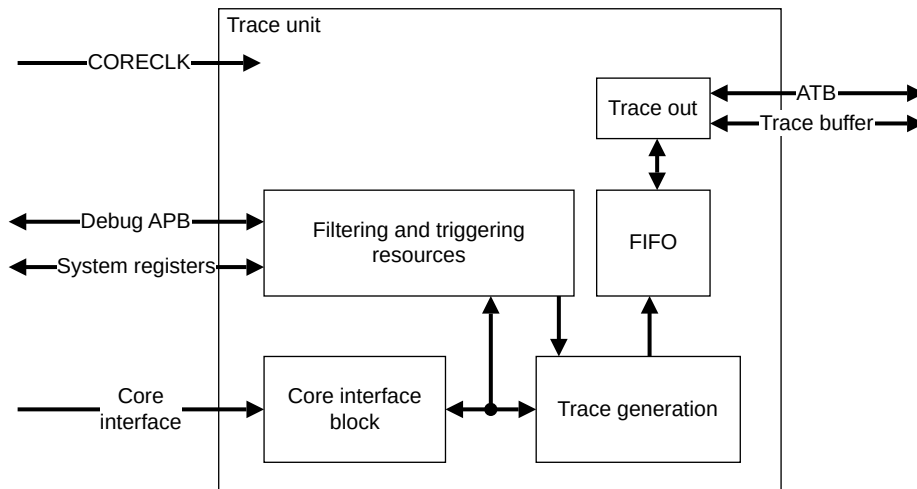 Trace unit
CORECLK
ATB
Trace out
Trace buffer
Debug APB
Filtering and triggering
resources
FIFO
System registers
Core
interface
Core interface
block
Trace generation